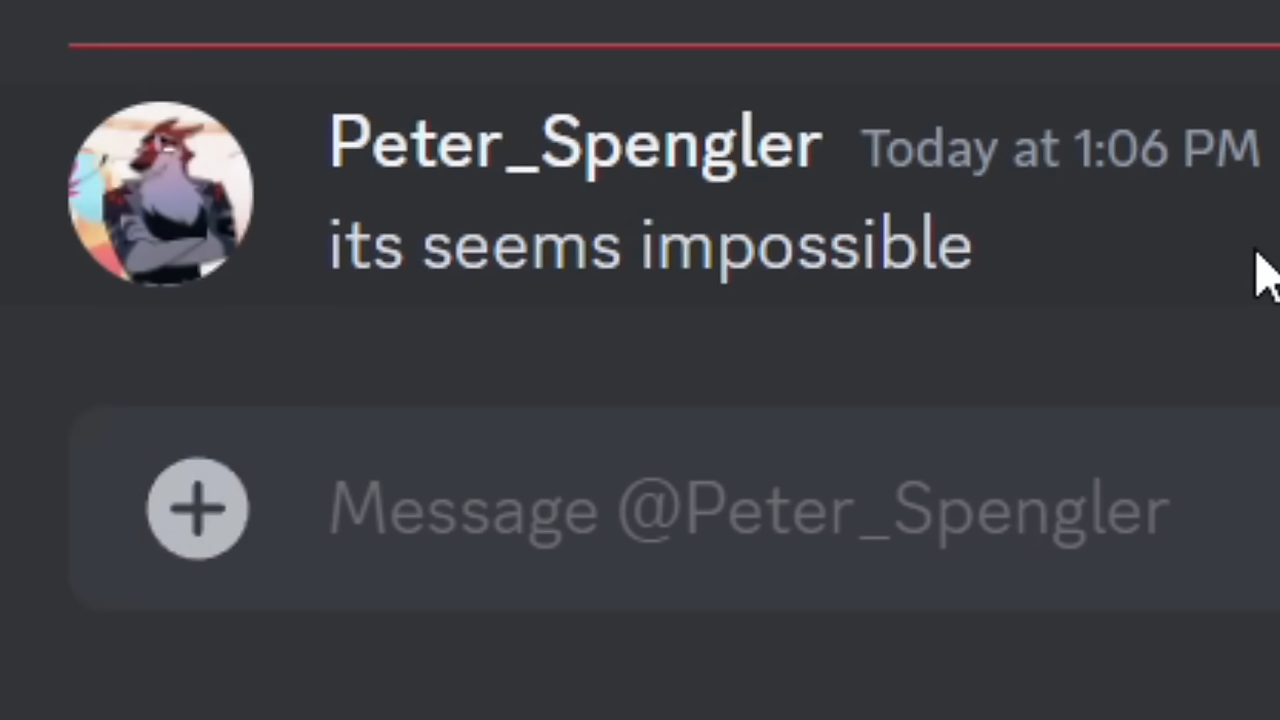 Peter_Spengler Today at 1:06 PM
its seems impossible
Message @Peter_Spengler